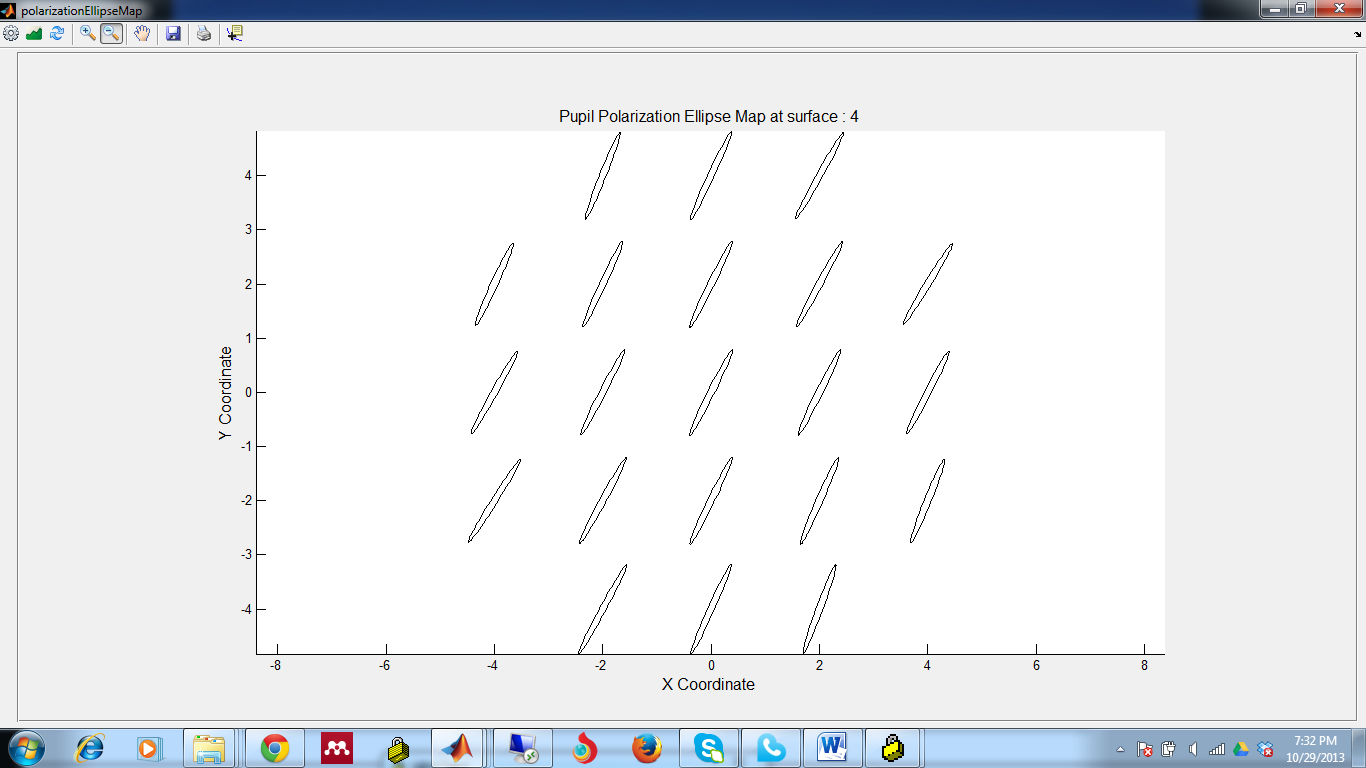 polarizationEllipseMap
Pupil Polarization Ellipse Map at surface : 4
4
3
2
1
0
-1
-2
-3
-4
Y Coordinate
-8 -6 -4 -2 0 2 4 6 8
X Coordinate
W
7:32 PM
10/29/2013